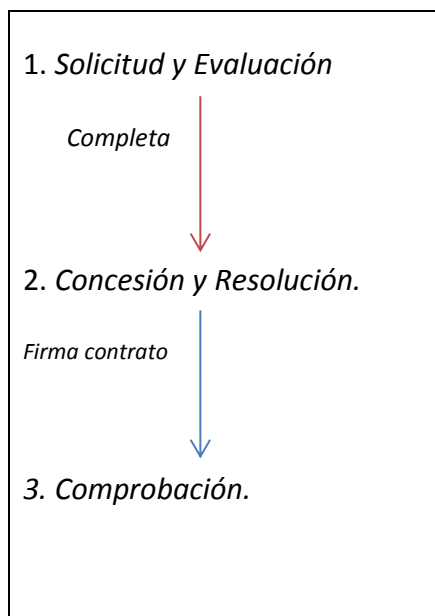 1. Solicitud y Evaluación
Completa
2. Concesión y Resolución.
Firma contrato
3. Comprobación.